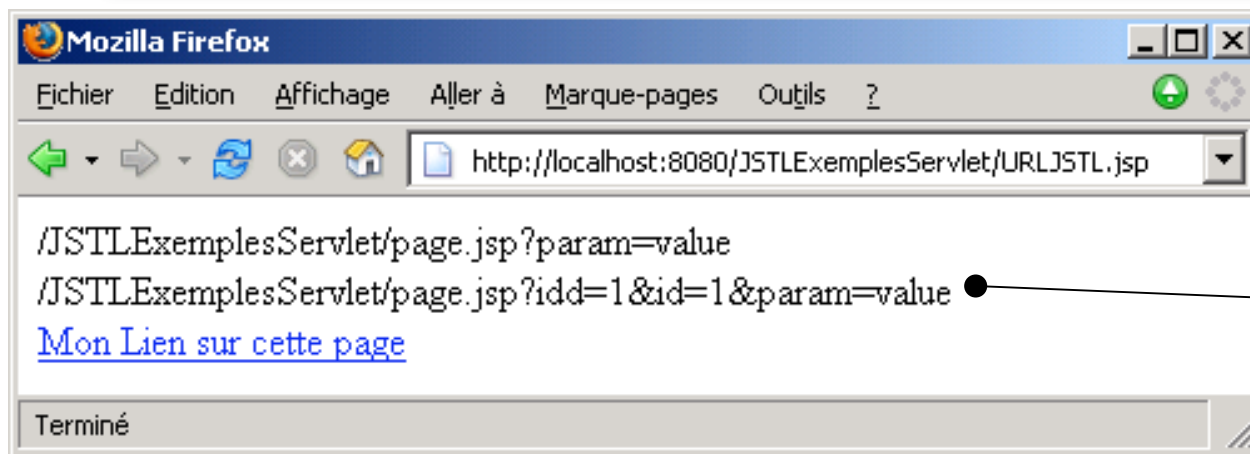 Mozilla Firefox
Fichier Edition Affichage Aller à Marque-pages Outils ?
http://localhost:8080/JSTLExemplesServlet/URLJSTL.jsp
/JSTLExemplesServlet/page.jsp?param=value
/JSTLExemplesServlet/page.jsp?idd=1&id=1&param=value
Mon Lien sur cette page
Terminé